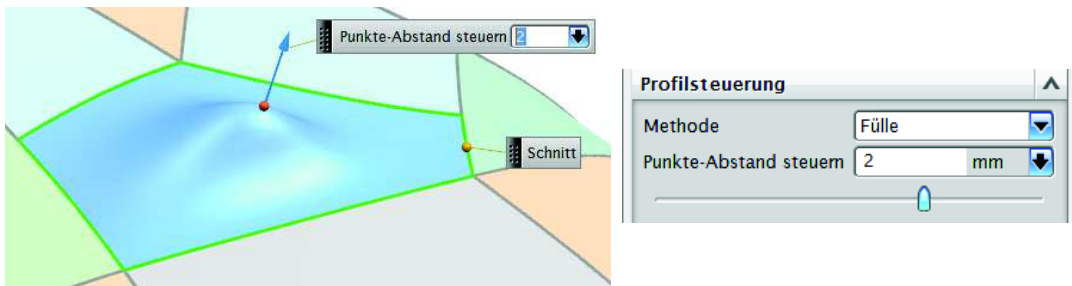 Punkte-Abstand steuern 2
Schnitt
Profilsteuerung
Methode Fülle
Punkte-Abstand steuern 2 mm